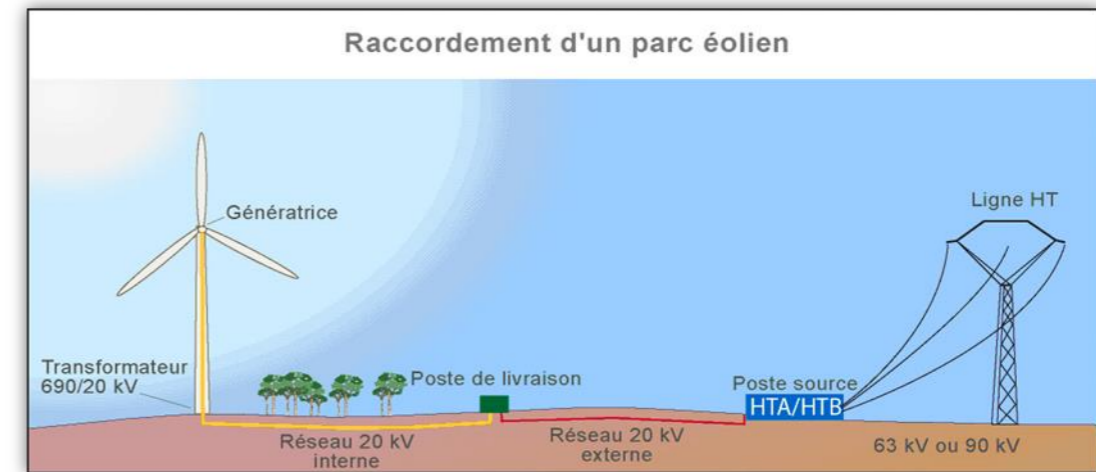 Raccordement d'un parc éolien
Génératrice
Ligne HT
Transformateur
690/20 kV
Poste de livraison
Poste source
HTA/HTB
Réseau 20 kV
interne
Réseau 20 kV
externe
63 kV ou 90 kV